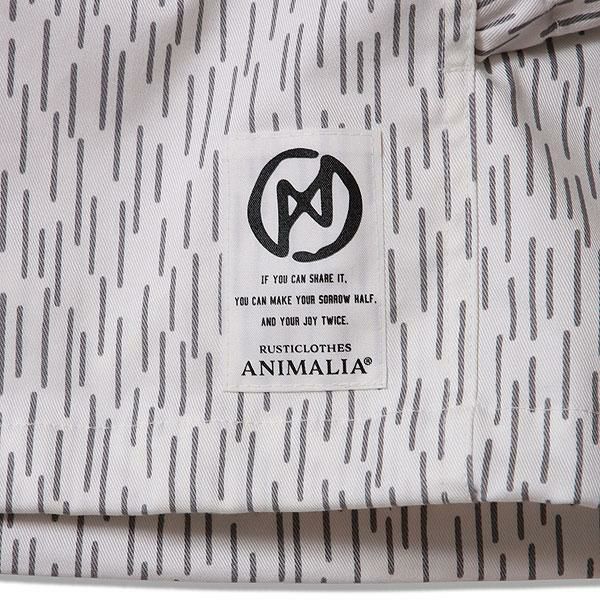 IF YOU CAN SHARE IT,
YOU CAN MAKE YOUR SORROW HALF,
AND YOUR JOY TWICE.
RUSTICLOTHES
ANIMALIA®